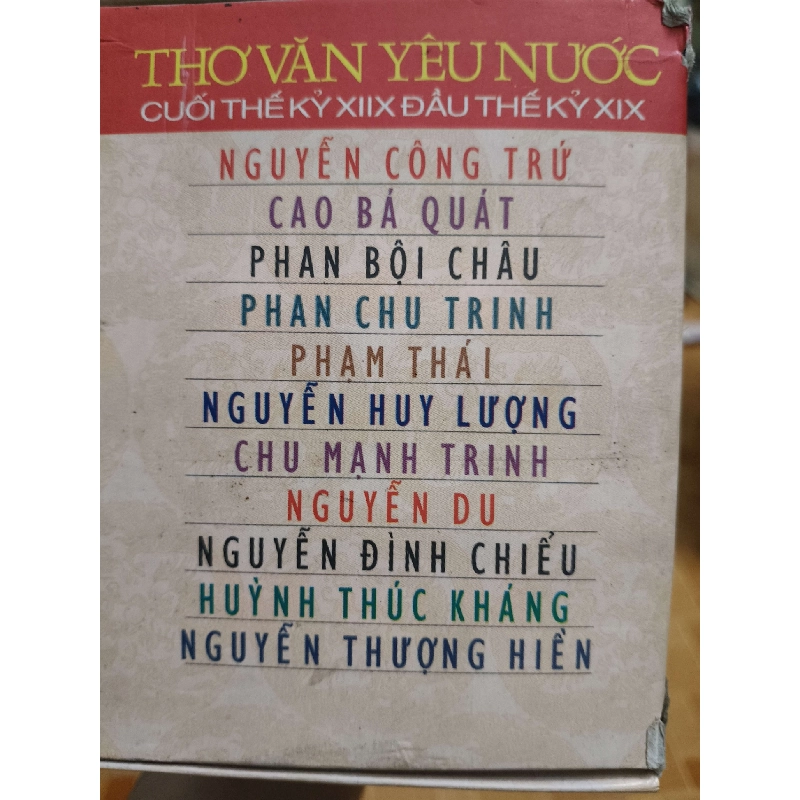 THƠ VĂN YÊU NƯỚC
CUỐI THẾ KỶ XIIX ĐẦU THẾ KỶ XIX
NGUYỄN CÔNG TRỨ
CAO BÁ QUÁT
PHAN BỘI CHÂU
PHAN CHU TRINH
PHẠM THÁI
NGUYỄN HUY LƯỢNG
CHU MẠNH TRINH
NGUYỄN DU
NGUYỄN ĐÌNH CHIỂU
HUỲNH THÚC KHÁNG
NGUYỄN THƯỢNG HIỀN